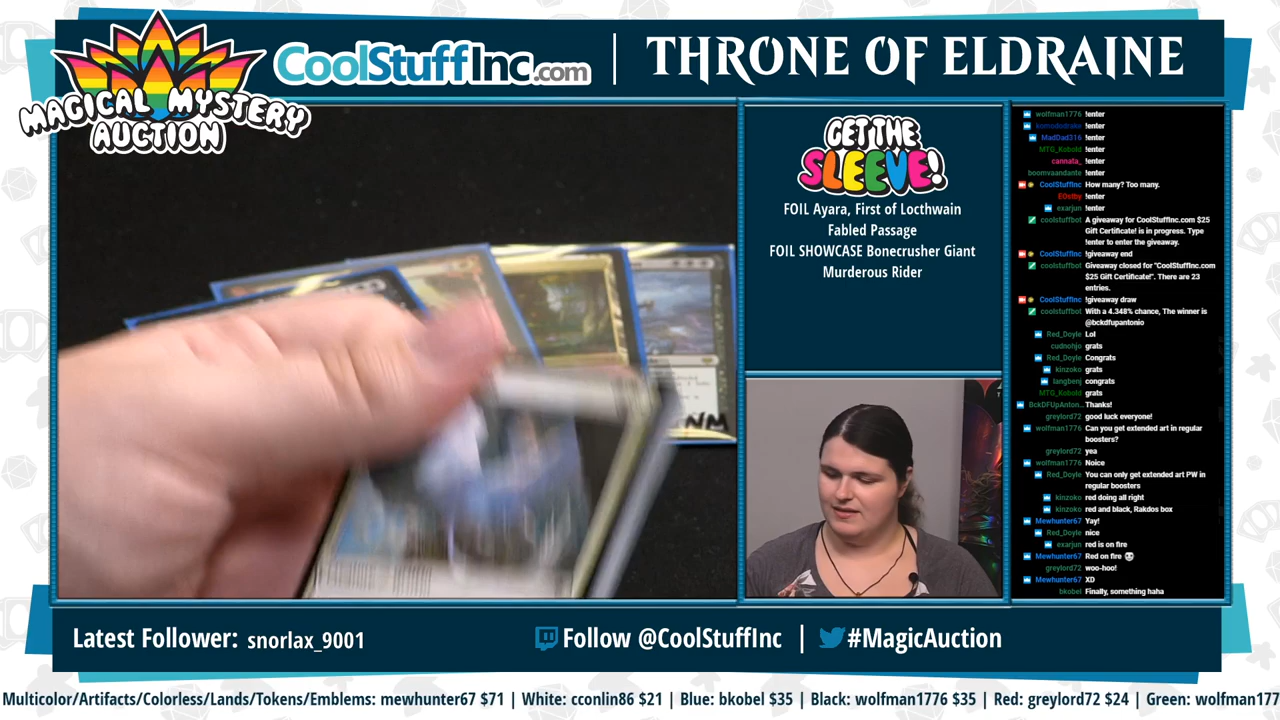 MAGICAL MYSTERY
AUCTION
CoolStuffInc.com
THRONE OF ELDRAINE
GET THE
SLEEVE!
FOIL Ayara, First of Locthwain
Fabled Passage
FOIL SHOWCASE Bonecrusher Giant
Murderous Rider
NM
wolfman1776 !enter
komododrake !enter
MadDad316 !enter
MTG_Kobold !enter
cannata_ !enter
boomvaandante !enter
CoolStuffInc How many? Too many.
!enter
exarjun !enter
coolstuffbot A giveaway for CoolStuffInc.com $25
Gift Certificate! is in progress. Type
!enter to enter the giveaway.
CoolStuffInc !giveaway end
coolstuffbot Giveaway closed for "CoolStuffInc.com
$25 Gift Certificate!". There are 23
entries.
CoolStuffInc !giveaway draw
coolstuffbot With a 4.348% chance, The winner is
@bckdfupantonio
Red_Doyle Lol
cudnohjo grats
Red_Doyle Congrats
kinzoko grats
langbenj congrats
MTG_Kobold grats
BckDFUpAnton... Thanks!
greylord72 good luck everyone!
wolfman1776 Can you get extended art in regular
boosters?
greylord72 yea
wolfman1776 Noice
Red_Doyle You can only get extended art PW in
regular boosters
kinzoko red doing all right
kinzoko red and black, Rakdos box
Mewhunter67 Yay!
Red_Doyle nice
exarjun red is on fire
Mewhunter67 Red on fire
greylord72 woo-hoo!
Mewhunter67 XD
bkobel Finally, something haha
Latest Follower: snorlax_9001
Follow @CoolStuffInc | #MagicAuction
Multicolor/Artifacts/Colorless/Lands/Tokens/Emblems: mewhunter67 $71 | White: cconlin86 $21 | Blue: bkobel $35 | Black: wolfman1776 $35 | Red: greylord72 $24 | Green: wolfman177